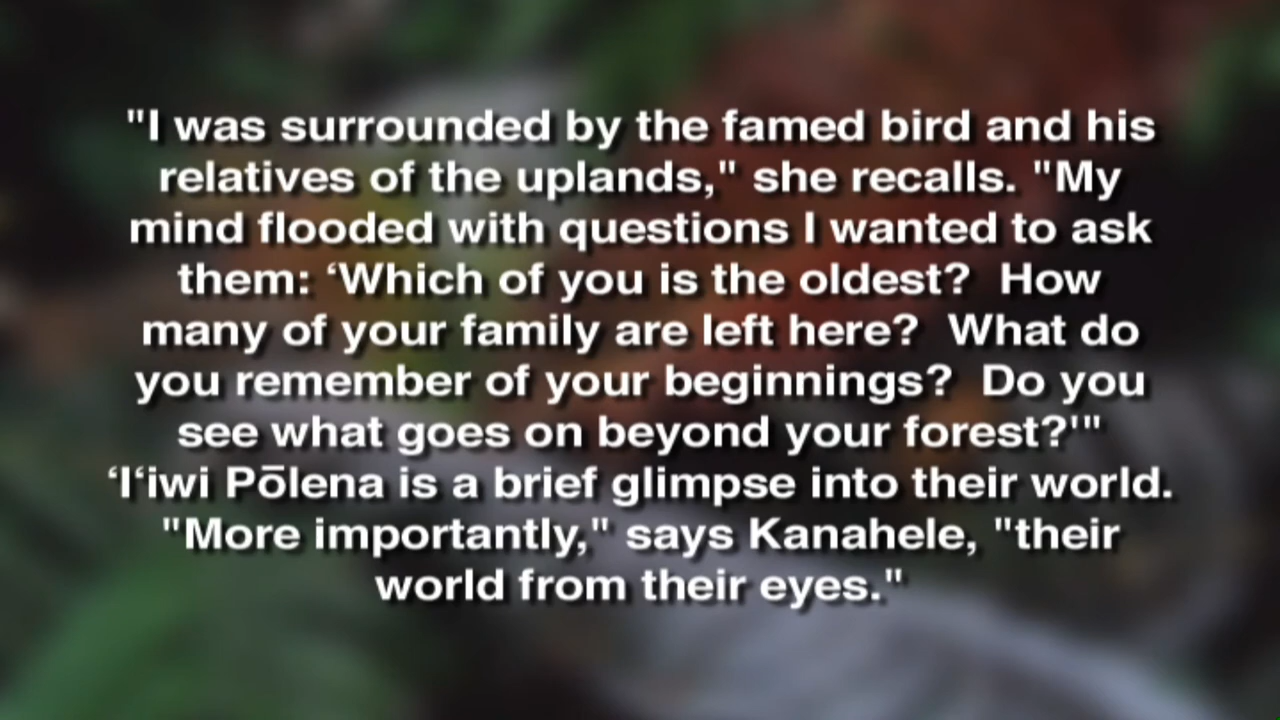 "I was surrounded by the famed bird and his
relatives of the uplands," she recalls. "My
mind flooded with questions I wanted to ask
them: ‘Which of you is the oldest?  How
many of your family are left here?  What do
you remember of your beginnings?  Do you
see what goes on beyond your forest?'"
‘I‘iwi Pōlena is a brief glimpse into their world.
"More importantly," says Kanahele, "their
world from their eyes."